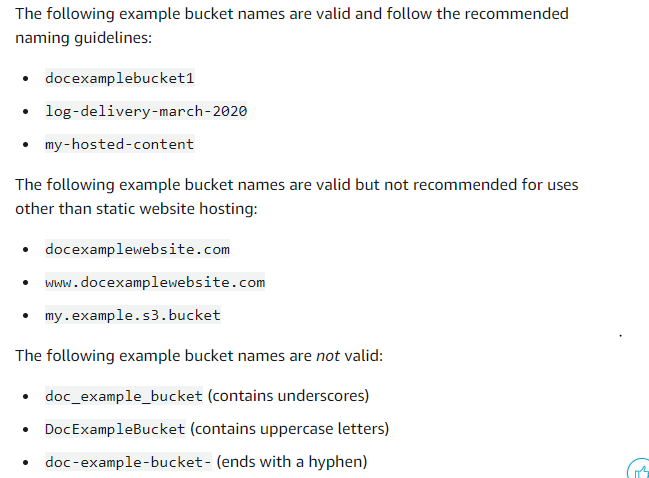 The following example bucket names are valid and follow the recommended
naming guidelines:
• docexamplebucket1
• log-delivery-march-2020
• my-hosted-content
The following example bucket names are valid but not recommended for uses
other than static website hosting:
• docexamplewebsite.com
• www.docexamplewebsite.com
• my.example.s3.bucket
The following example bucket names are not valid:
• doc_example_bucket (contains underscores)
• DocExampleBucket (contains uppercase letters)
• doc-example-bucket- (ends with a hyphen)